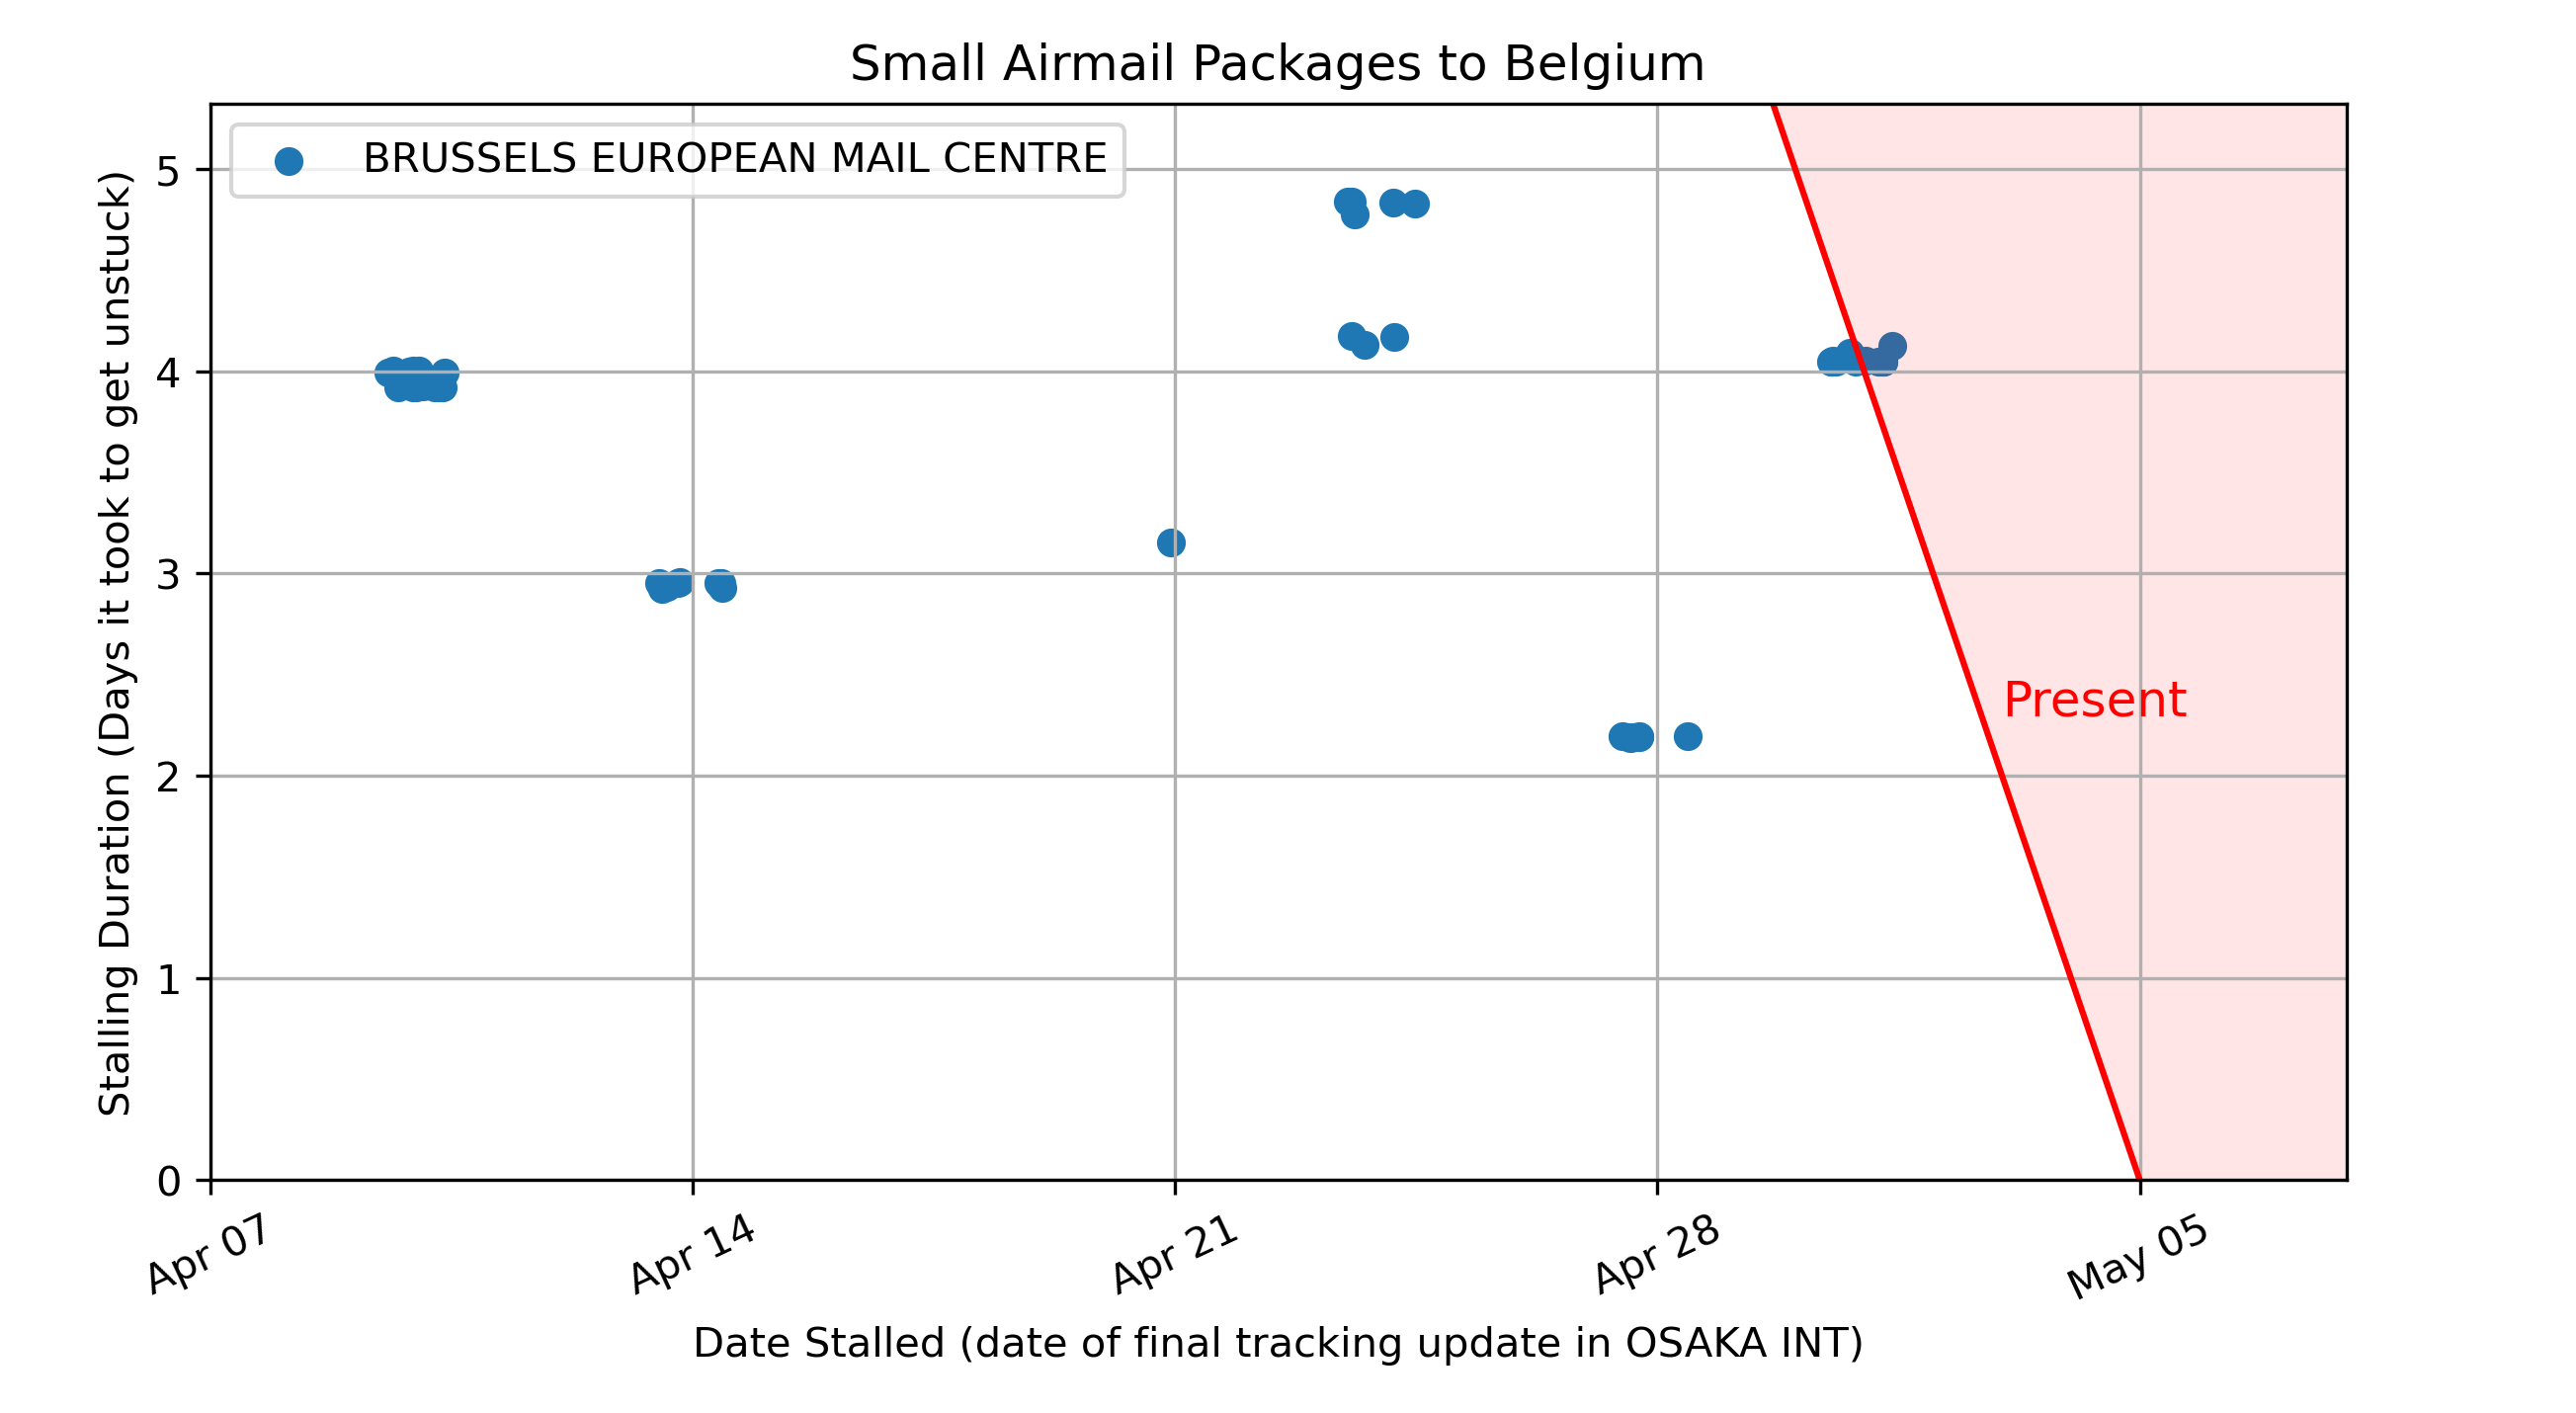 Small Airmail Packages to Belgium
BRUSSELS EUROPEAN MAIL CENTRE
Stalling Duration (Days it took to get unstuck)
5
4
3
2
1
0
Present
Apr 07
Apr 14
Apr 21
Apr 28
May 05
Date Stalled (date of final tracking update in OSAKA INT)